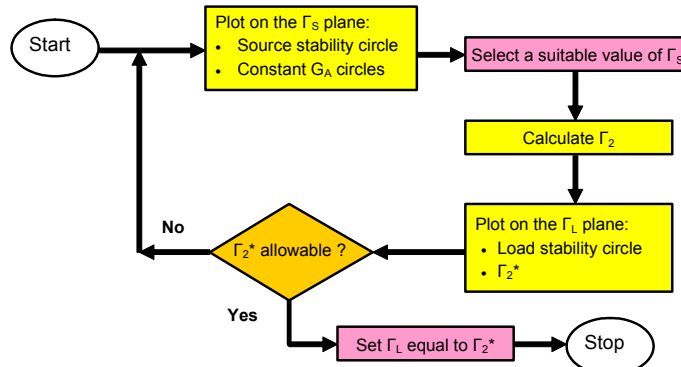 Start
Plot on the ΓS plane:
• Source stability circle
• Constant GA circles
Select a suitable value of ΓS
Calculate Γ2
Plot on the ΓL plane:
• Load stability circle
• Γ2*
Γ2* allowable ?
No
Yes
Set ΓL equal to Γ2*
Stop